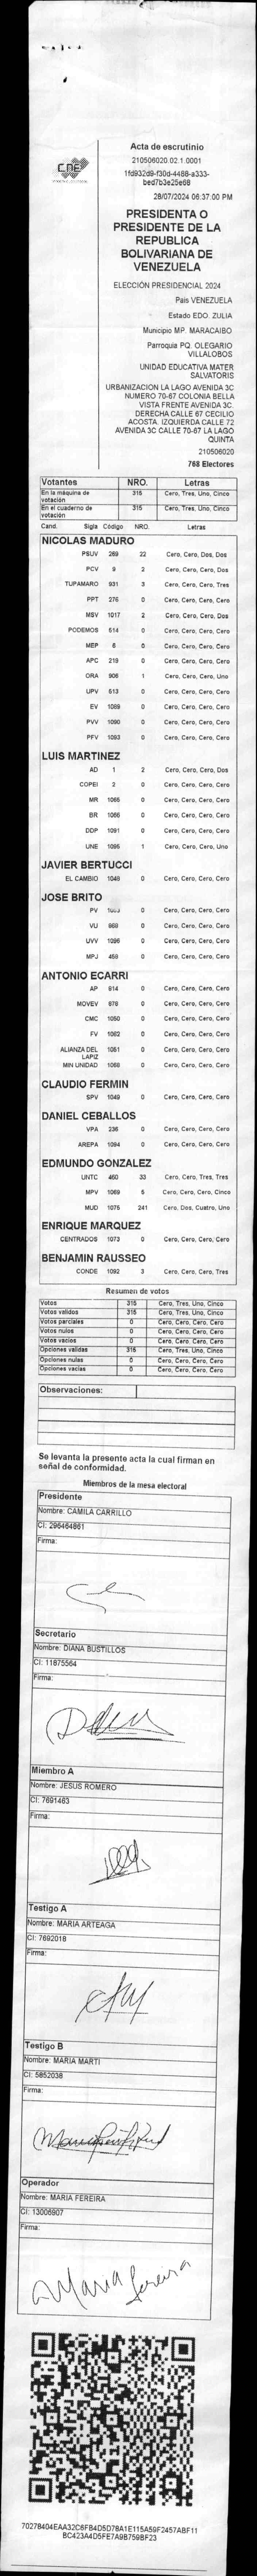 CNE
Acta de escrutinio
210506020.02.1.0001
1fd932d9-f30d-4488-a333-
bed7b3e25e68
28/07/2024 06:37:00 PM
PRESIDENTA O
PRESIDENTE DE LA
REPUBLICA
BOLIVARIANA DE
VENEZUELA
ELECCIÓN PRESIDENCIAL 2024
Pais VENEZUELA
Estado EDO. ZULIA
Municipio MP. MARACAIBO
Parroquia PQ. OLEGARIO
VILLALOBOS
UNIDAD EDUCATIVA MATER
SALVATORIS
URBANIZACION LA LAGO AVENIDA 3C
NUMERO 70-67 COLONIA BELLA
VISTA FRENTE AVENIDA 3C.
DERECHA CALLE 67 CECILIO
ACOSTA IZQUIERDA CALLE 72
AVENIDA 3C CALLE 70-67 LA LAGO
QUINTA
210506020
768 Electores
Votantes NRO. Letras
En la máquina de votación 315 Cero, Tres, Uno, Cinco
En el cuaderno de votación 315 Cero, Tres, Uno, Cinco
Cand. Sigla Código NRO. Letras
NICOLAS MADURO
PSUV 269 22 Cero, Cero, Dos, Dos
PCV 9 2 Cero, Cero, Cero, Dos
TUPAMARO 931 3 Cero, Cero, Cero, Tres
PPT 276 0 Cero, Cero, Cero, Cero
MSV 1017 2 Cero, Cero, Cero, Dos
PODEMOS 514 0 Cero, Cero, Cero, Cero
MEP 6 0 Cero, Cero, Cero, Cero
APC 219 0 Cero, Cero, Cero, Cero
ORA 906 1 Cero, Cero, Cero, Uno
UPV 613 0 Cero, Cero, Cero, Cero
EV 1089 0 Cero, Cero, Cero, Cero
PVV 1090 0 Cero, Cero, Cero, Cero
PFV 1093 0 Cero, Cero, Cero, Cero
LUIS MARTINEZ
AD 1 2 Cero, Cero, Cero, Dos
COPEI 2 0 Cero, Cero, Cero, Cero
MR 1065 0 Cero, Cero, Cero, Cero
BR 1066 0 Cero, Cero, Cero, Cero
DDP 1091 0 Cero, Cero, Cero, Cero
UNE 1095 1 Cero, Cero, Cero, Uno
JAVIER BERTUCCI
EL CAMBIO 1048 0 Cero, Cero, Cero, Cero
JOSE BRITO
PV 0 Cero, Cero, Cero, Cero
VU 868 0 Cero, Cero, Cero, Cero
UVV 1096 0 Cero, Cero, Cero, Cero
MPJ 458 0 Cero, Cero, Cero, Cero
ANTONIO ECARRI
AP 914 0 Cero, Cero, Cero, Cero
MOVEV 978 0 Cero, Cero, Cero, Cero
CMC 1050 0 Cero, Cero, Cero, Cero
FV 1062 0 Cero, Cero, Cero, Cero
ALIANZA DEL LAPIZ 1051 0 Cero, Cero, Cero, Cero
MIN UNIDAD 1068 0 Cero, Cero, Cero, Cero
CLAUDIO FERMIN
SPV 1049 0 Cero, Cero, Cero, Cero
DANIEL CEBALLOS
VPA 236 0 Cero, Cero, Cero, Cero
AREPA 1094 0 Cero, Cero, Cero, Cero
EDMUNDO GONZALEZ
UNTC 460 33 Cero, Cero, Tres, Tres
MPV 1069 5 Cero, Cero, Cero, Cinco
MUD 1075 241 Cero, Dos, Cuatro, Uno
ENRIQUE MARQUEZ
CENTRADOS 1073 0 Cero, Cero, Cero, Cero
BENJAMIN RAUSSEO
CONDE 1092 3 Cero, Cero, Cero, Tres
Resumen de votos
Votos 315 Cero, Tres, Uno, Cinco
Votos validos 315 Cero, Tres, Uno, Cinco
Votos parciales 0 Cero, Cero, Cero, Cero
Votos nulos 0 Cero, Cero, Cero, Cero
Votos vacios 0 Cero, Cero, Cero, Cero
Opciones validas 315 Cero, Tres, Uno, Cinco
Opciones nulas 0 Cero, Cero, Cero, Cero
Opciones vacias 0 Cero, Cero, Cero, Cero
Observaciones:
Se levanta la presente acta la cual firman en
señal de conformidad.
Miembros de la mesa electoral
Presidente
Nombre: CAMILA CARRILLO
CI: 296464861
Firma:
Secretario
Nombre: DIANA BUSTILLOS
CI: 11875564
Firma:
Miembro A
Nombre: JESUS ROMERO
CI: 7691463
Firma:
Testigo A
Nombre: MARIA ARTEAGA
CI: 7692018
Firma:
Testigo B
Nombre: MARIA MARTI
CI: 5852038
Firma:
Operador
Nombre: MARIA FEREIRA
CI: 13006907
Firma:
Maria Fereira
70278404EAA32C6FB4D5D78A1E115A59F2457ABF11
BC423A4D5FE7A9B759BF23